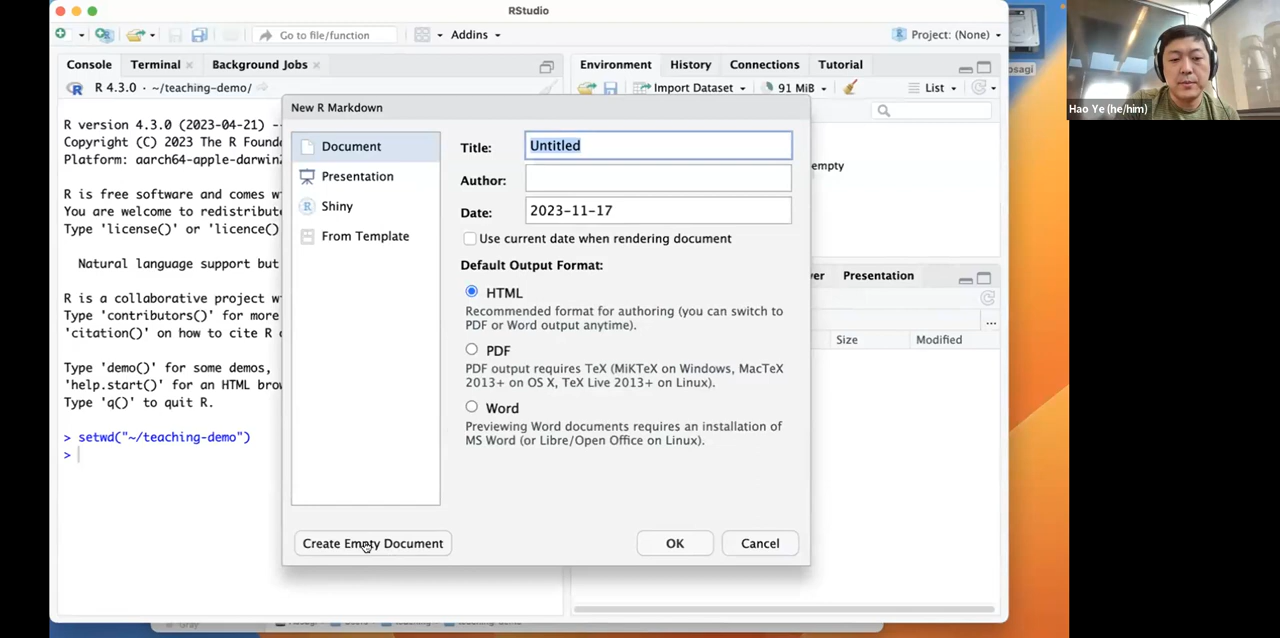 RStudio
Go to file/function
Addins
Project: (None)
Console
Terminal
Background Jobs
Environment
History
Connections
Tutorial
R 4.3.0 · ~/teaching-demo/
Import Dataset
91 MiB
List
R version 4.3.0 (2023-04-21) --
Copyright (C) 2023 The R Founda
Platform: aarch64-apple-darwin
R is free software and comes w
You are welcome to redistribut
Type 'license()' or 'licence()
Natural language support but
R is a collaborative project w
Type 'contributors()' for more
'citation()' on how to cite R
Type 'demo()' for some demos,
'help.start()' for an HTML brow
Type 'q()' to quit R.
> setwd("~/teaching-demo")
>
empty
Presentation
Size
Modified
New R Markdown
Document
Presentation
Shiny
From Template
Title:
Untitled
Author:
Date:
2023-11-17
Use current date when rendering document
Default Output Format:
HTML
Recommended format for authoring (you can switch to
PDF or Word output anytime).
PDF
PDF output requires TeX (MiKTeX on Windows, MacTeX
2013+ on OS X, TeX Live 2013+ on Linux).
Word
Previewing Word documents requires an installation of
MS Word (or Libre/Open Office on Linux).
Create Empty Document
OK
Cancel
Hao Ye (he/him)